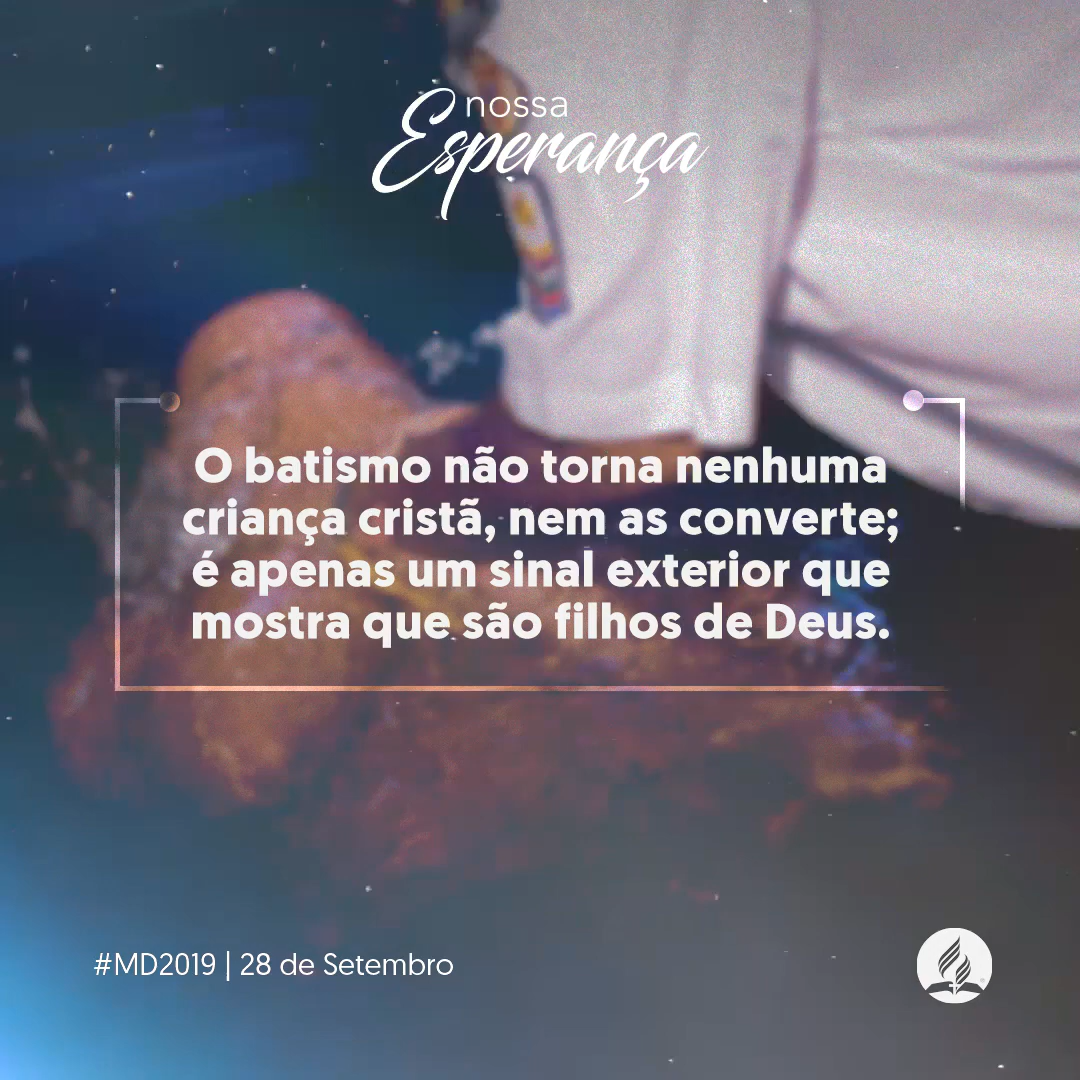 nossa
Esperança
O batismo não torna nenhuma
criança cristã, nem as converte;
é apenas um sinal exterior que
mostra que são filhos de Deus.
#MD2019 | 28 de Setembro